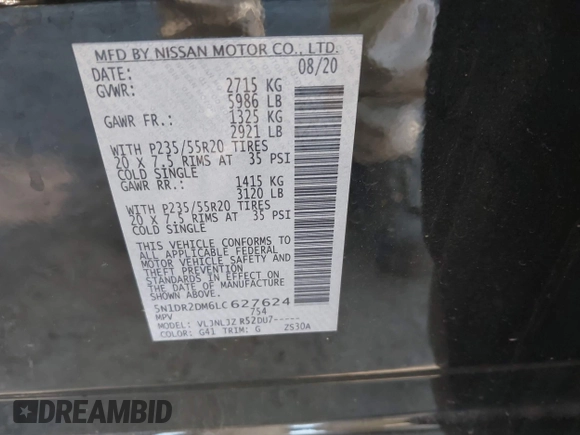 MFD BY NISSAN MOTOR CO., LTD.
DATE: 08/20
GVWR: 2715 KG
5986 LB
GAWR FR.: 1325 KG
2921 LB
WITH P235/55R20 TIRES
20 X 7.5 RIMS AT 35 PSI
COLD SINGLE
GAWR RR.: 1415 KG
3120 LB
WITH P235/55R20 TIRES
20 X 7.5 RIMS AT 35 PSI
COLD SINGLE
THIS VEHICLE CONFORMS TO
ALL APPLICABLE FEDERAL
MOTOR VEHICLE SAFETY AND
THEFT PREVENTION
STANDARDS IN EFFECT ON
THE DATE OF MANUFACTURE
SHOWN ABOVE.
5N1DR2DM6LC627624
MPV 754
MODEL: VLJNLJZ R52DU7-----
COLOR: G41 TRIM: G ZS30A
DREAMBID